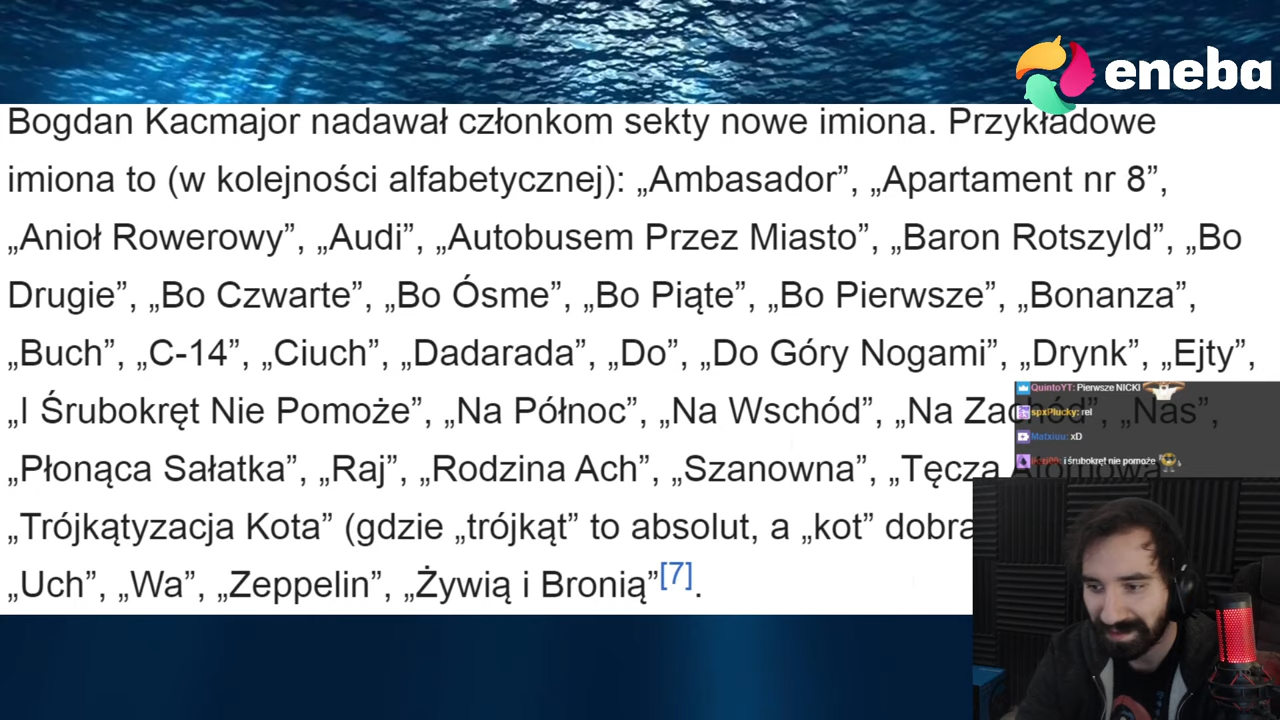 eneba
Bogdan Kacmajor nadawał członkom sekty nowe imiona. Przykładowe
imiona to (w kolejności alfabetycznej): „Ambasador”, „Apartament nr 8”,
„Anioł Rowerowy”, „Audi”, „Autobusem Przez Miasto”, „Baron Rotszyld”, „Bo
Drugie”, „Bo Czwarte”, „Bo Ósme”, „Bo Piąte”, „Bo Pierwsze”, „Bonanza”,
„Buch”, „C-14”, „Ciuch”, „Dadarada”, „Do”, „Do Góry Nogami”, „Drynk”, „Ejty”,
„I Śrubokręt Nie Pomoże”, „Na Północ”, „Na Wschód”, „Na Zachód”, „Nas”,
„Płonąca Sałatka”, „Raj”, „Rodzina Ach”, „Szanowna”, „Tęcza
„Trójkątyzacja Kota” (gdzie „trójkąt” to absolut, a „kot” dobra
„Uch”, „Wa”, „Zeppelin”, „Żywią i Bronią”[7].
QuintoYT: Pierwsze NICKI
spxPlucky: rel
Matxiuu: xD
i śrubokręt nie pomoże